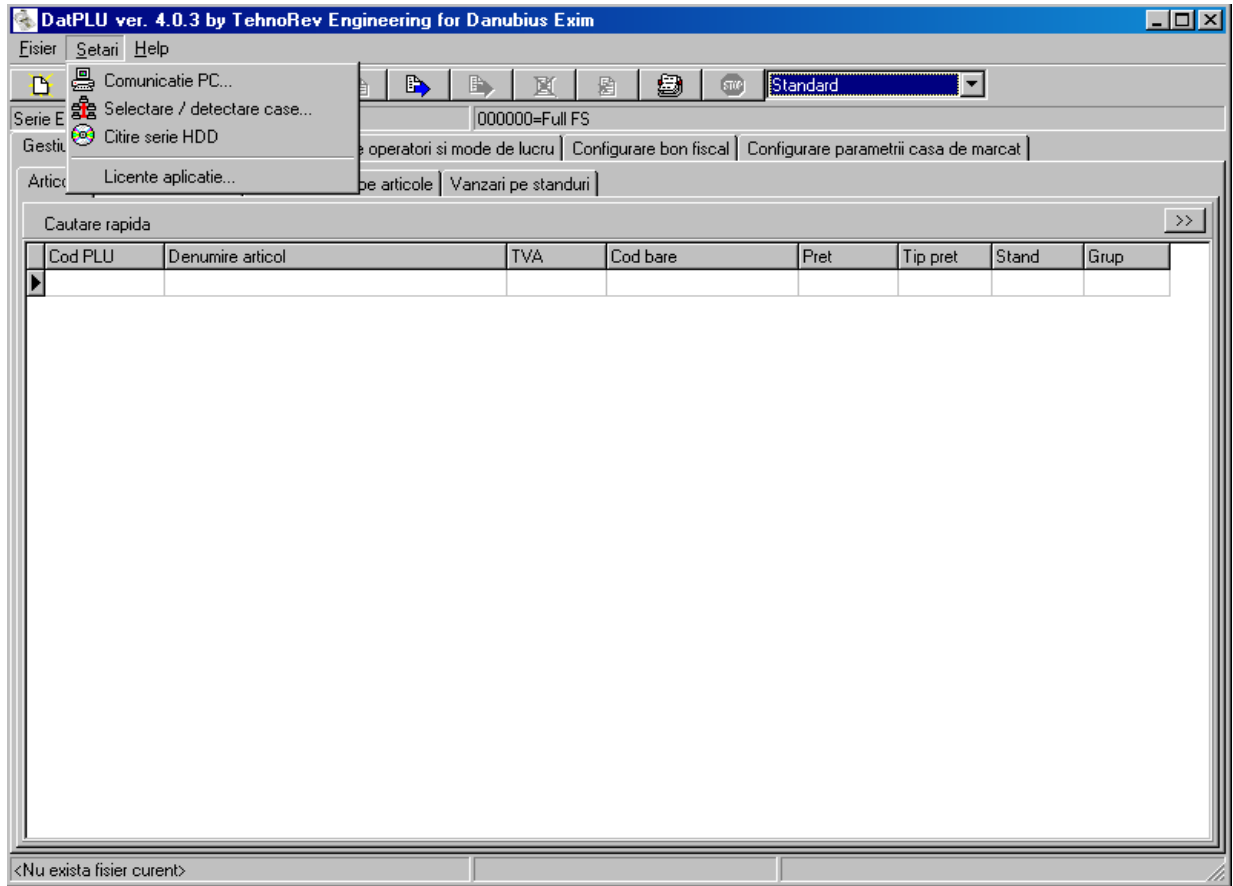 DatPLU ver. 4.0.3 by TehnoRev Engineering for Danubius Exim
Fisier Setari Help
Comunicatie PC...
Selectare / detectare case...
Citire serie HDD
Licente aplicatie...
STOP Standard
Serie E 000000=Full FS
Gestiu e operatori si mode de lucru Configurare bon fiscal Configurare parametrii casa de marcat
Artico pe articole Vanzari pe standuri
Cautare rapida >>
Cod PLU Denumire articol TVA Cod bare Pret Tip pret Stand Grup
<Nu exista fisier curent>